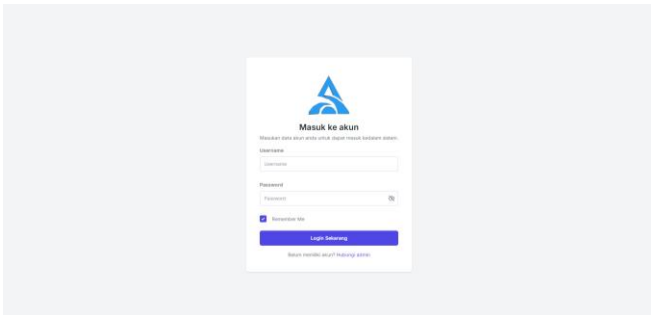 Masuk ke akun
Masukan data akun anda untuk dapat masuk kedalam sistem.
Username
Username
Password
Password
Remember Me
Login Sekarang
Belum memiliki akun? Hubungi admin